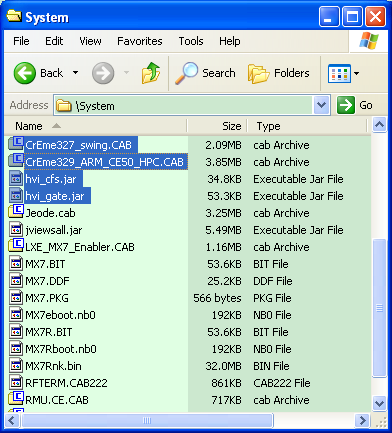 System
File Edit View Favorites Tools Help
Back Search Folders
Address \System Go
Name Size Type
CrEme327_swing.CAB 2.09MB cab Archive
CrEme329_ARM_CE50_HPC.CAB 3.85MB cab Archive
hvi_cfs.jar 34.8KB Executable Jar File
hvi_gate.jar 53.3KB Executable Jar File
Jeode.cab 3.25MB cab Archive
jviewsall.jar 5.49MB Executable Jar File
LXE_MX7_Enabler.CAB 1.16MB cab Archive
MX7.BIT 53.6KB BIT File
MX7.DDF 25.2KB DDF File
MX7.PKG 566 bytes PKG File
MX7eboot.nb0 192KB NB0 File
MX7R.BIT 53.6KB BIT File
MX7Rboot.nb0 192KB NB0 File
MX7Rnk.bin 32.0MB BIN File
RFTERM.CAB222 861KB CAB222 File
RMU.CE.CAB 717KB cab Archive